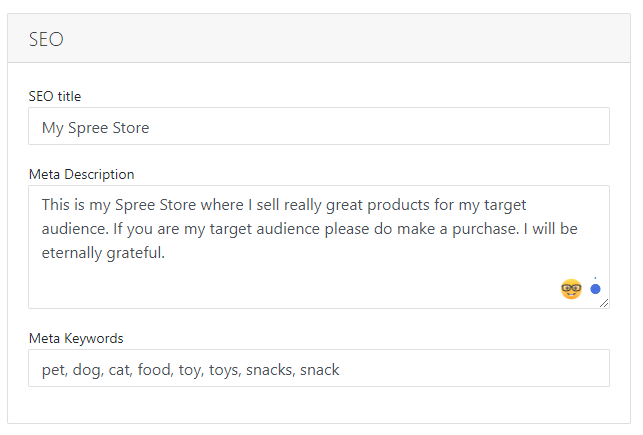 SEO
SEO title
My Spree Store
Meta Description
This is my Spree Store where I sell really great products for my target
audience. If you are my target audience please do make a purchase. I will be
eternally grateful.
Meta Keywords
pet, dog, cat, food, toy, toys, snacks, snack